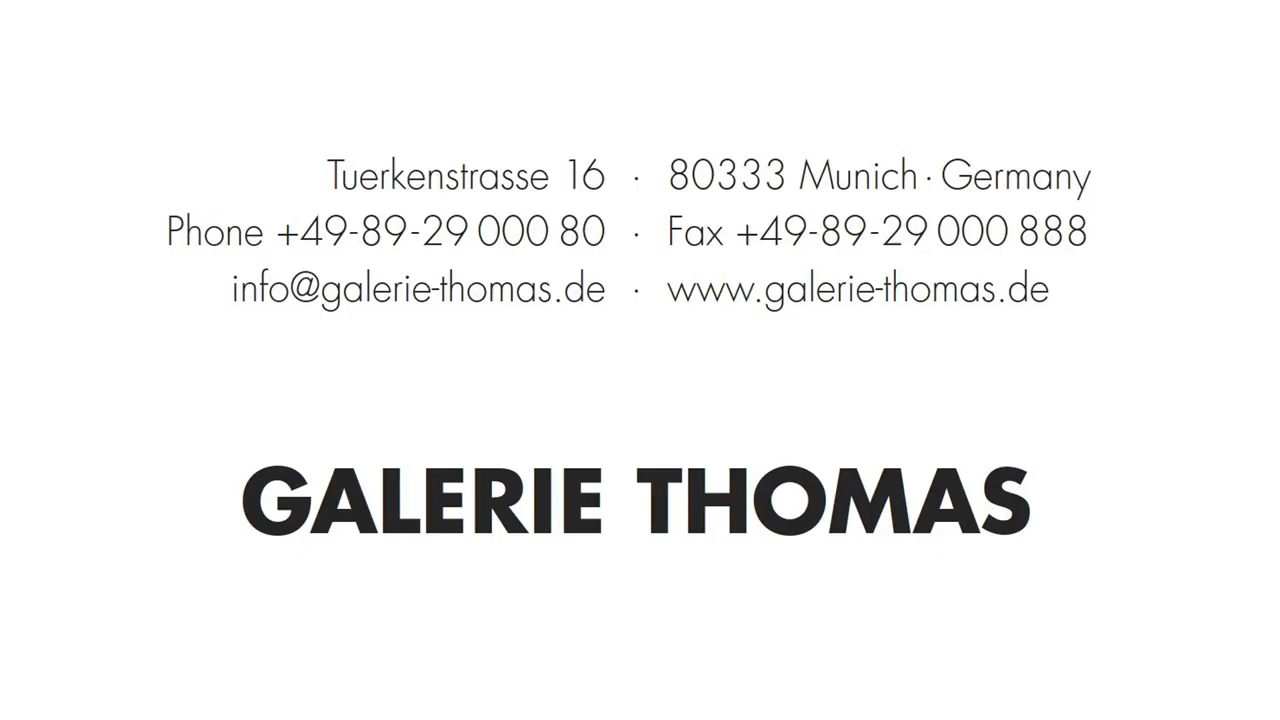 Tuerkenstrasse 16 · 80333 Munich · Germany
Phone +49-89-29 000 80 · Fax +49-89-29 000 888
info@galerie-thomas.de · www.galerie-thomas.de
GALERIE THOMAS